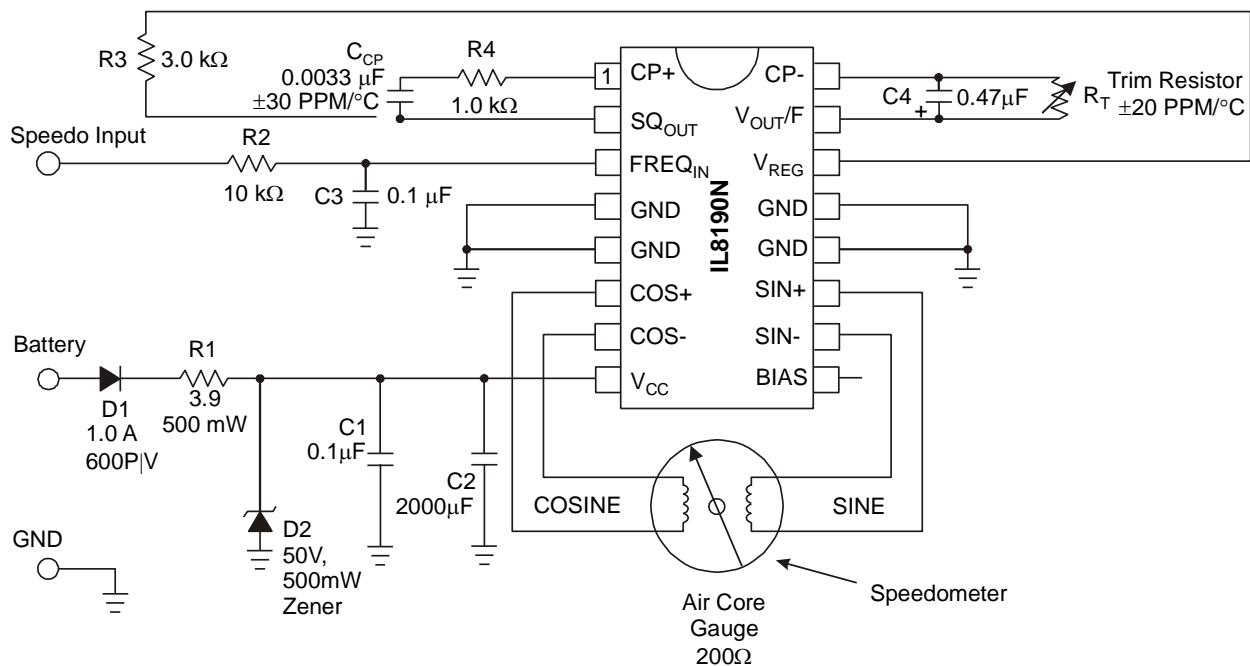 R3
3.0 kΩ
C_CP
0.0033 μF
±30 PPM/°C
R4
1.0 kΩ
1
CP+
SQ_OUT
FREQ_IN
GND
GND
COS+
COS-
V_CC
IL8190N
CP-
V_OUT/F
V_REG
GND
GND
SIN+
SIN-
BIAS
C4
0.47μF
+
R_T
Trim Resistor
±20 PPM/°C
Speedo Input
R2
10 kΩ
C3
0.1 μF
Battery
D1
1.0 A
600P|V
R1
3.9
500 mW
C1
0.1μF
C2
2000μF
D2
50V,
500mW
Zener
GND
COSINE
SINE
Speedometer
Air Core
Gauge
200Ω